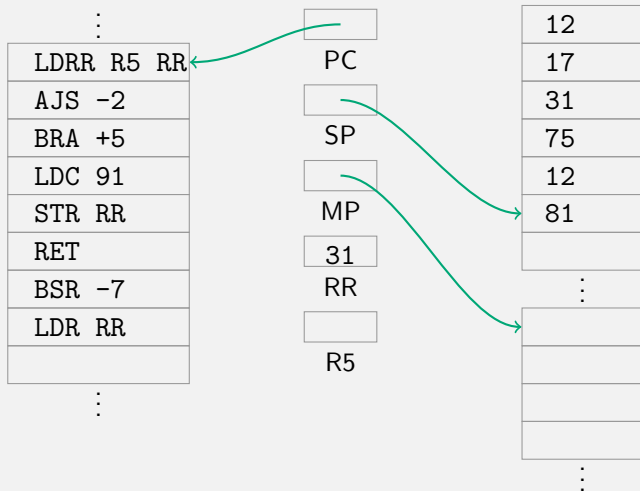 ⋮
LDRR R5 RR
AJS -2
BRA +5
LDC 91
STR RR
RET
BSR -7
LDR RR
⋮
PC
SP
MP
31
RR
R5
12
17
31
75
12
81
⋮
⋮